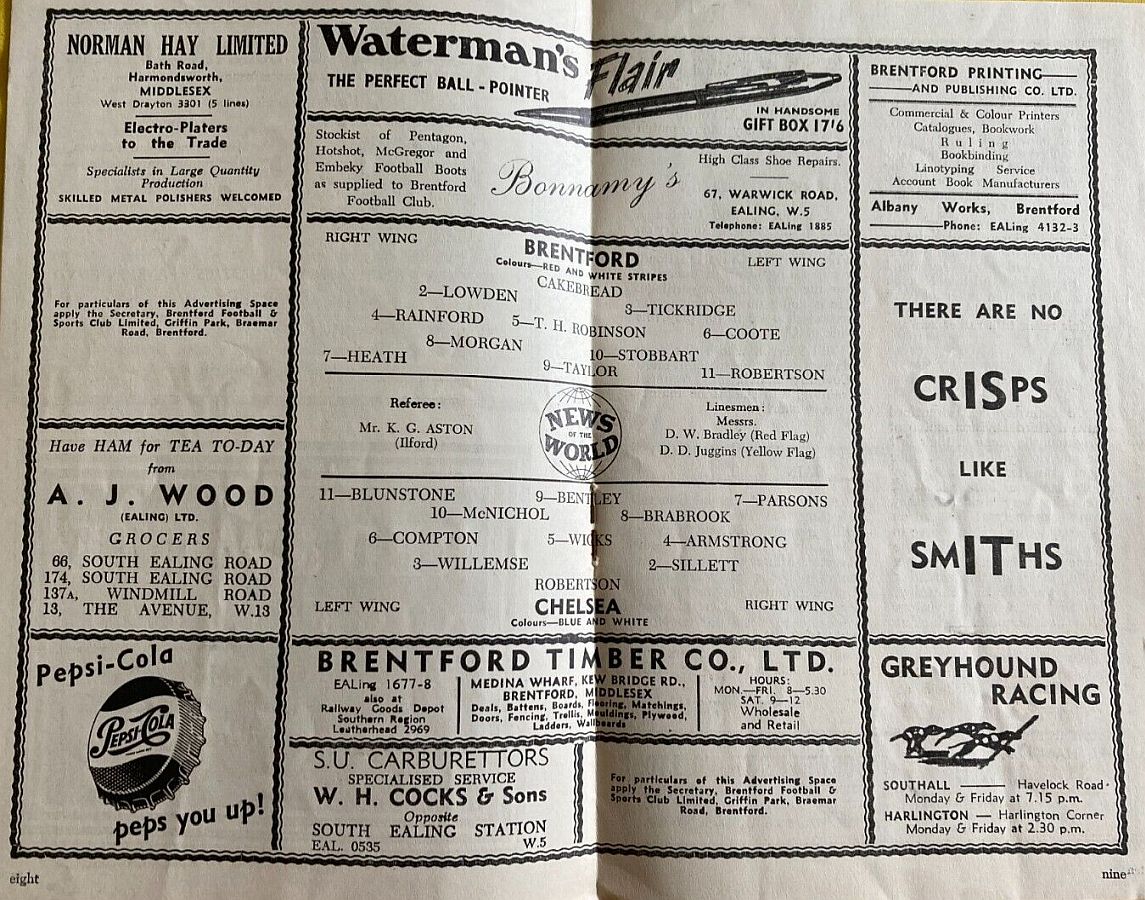 NORMAN HAY LIMITED
Bath Road,
Harmondsworth,
MIDDLESEX
West Drayton 3301 (5 lines)
Electro-Platers
to the Trade
Specialists in Large Quantity
Production
SKILLED METAL POLISHERS WELCOMED
For particulars of this Advertising Space
apply the Secretary, Brentford Football &
Sports Club Limited, Griffin Park, Braemar
Road, Brentford.
Have HAM for TEA TO-DAY
from
A. J. WOOD
(EALING) LTD.
GROCERS
66, SOUTH EALING ROAD
174, SOUTH EALING ROAD
137A, WINDMILL ROAD
13, THE AVENUE, W.13
Pepsi-Cola
PEPSI-COLA
peps you up!
Waterman's Flair
THE PERFECT BALL - POINTER
IN HANDSOME
GIFT BOX 17'6
Stockist of Pentagon,
Hotshot, McGregor and
Embeky Football Boots
as supplied to Brentford
Football Club.
Bonnamy's
High Class Shoe Repairs.
67, WARWICK ROAD,
EALING, W.5
Telephone: EALing 1885
RIGHT WING
BRENTFORD
LEFT WING
Colours—RED AND WHITE STRIPES
CAKEBREAD
2—LOWDEN
3—TICKRIDGE
4—RAINFORD
5—T. H. ROBINSON
6—COOTE
8—MORGAN
10—STOBBART
7—HEATH
9—TAYLOR
11—ROBERTSON
Referee:
Mr. K. G. ASTON
(Ilford)
NEWS
OF THE
WORLD
Linesmen:
Messrs.
D. W. Bradley (Red Flag)
D. D. Juggins (Yellow Flag)
11—BLUNSTONE
9—BENTLEY
7—PARSONS
10—McNICHOL
8—BRABROOK
6—COMPTON
5—WICKS
4—ARMSTRONG
3—WILLEMSE
2—SILLETT
ROBERTSON
LEFT WING
CHELSEA
RIGHT WING
Colours—BLUE AND WHITE
BRENTFORD TIMBER CO., LTD.
EALing 1677-8
also at
Railway Goods Depot
Southern Region
Leatherhead 2969
MEDINA WHARF, KEW BRIDGE RD.,
BRENTFORD, MIDDLESEX
Deals, Battens, Boards, Flooring, Matchings,
Doors, Fencing, Trellis, Mouldings, Plywood,
Ladders, Wallboards
HOURS:
MON.—FRI. 8—5.30
SAT. 9—12
Wholesale
and Retail
S.U. CARBURETTORS
SPECIALISED SERVICE
W. H. COCKS & Sons
Opposite
SOUTH EALING STATION
EAL. 0535 W.5
For particulars of this Advertising Space
apply the Secretary, Brentford Football &
Sports Club Limited, Griffin Park, Braemar
Road, Brentford.
BRENTFORD PRINTING
AND PUBLISHING CO. LTD.
Commercial & Colour Printers
Catalogues, Bookwork
Ruling
Bookbinding
Linotyping Service
Account Book Manufacturers
Albany Works, Brentford
Phone: EALing 4132-3
THERE ARE NO
CRISPS
LIKE
SMITHS
GREYHOUND
RACING
SOUTHALL — Havelock Road
Monday & Friday at 7.15 p.m.
HARLINGTON — Harlington Corner
Monday & Friday at 2.30 p.m.
eight
nine